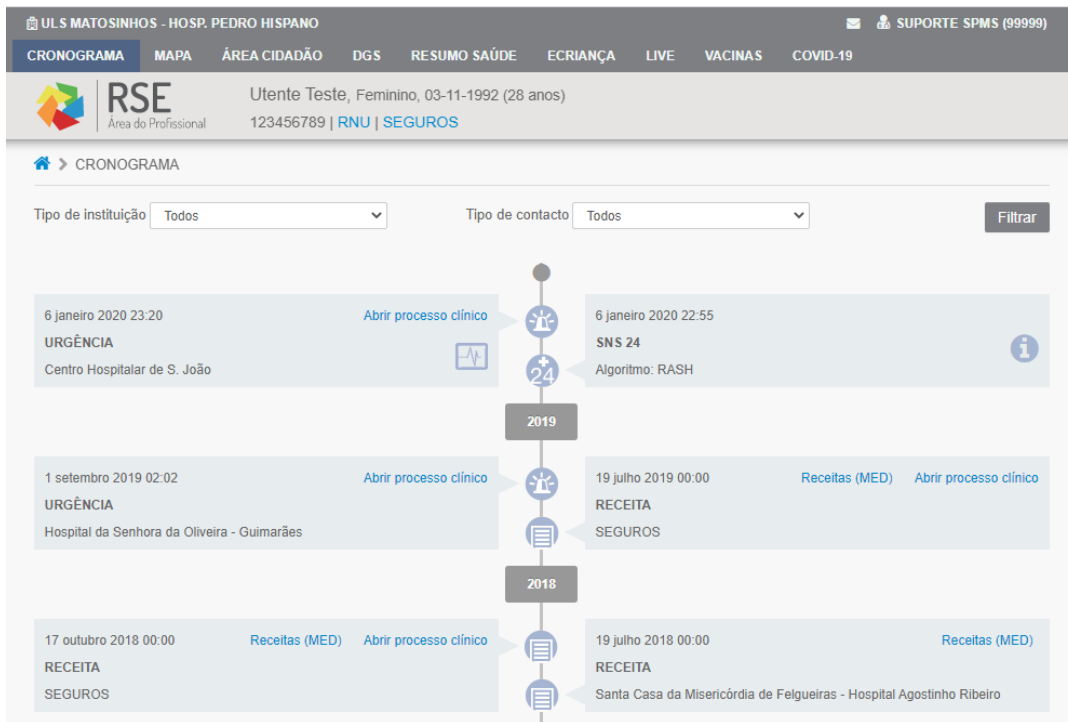 ULS MATOSINHOS - HOSP. PEDRO HISPANO
SUPORTE SPMS (99999)
CRONOGRAMA MAPA ÁREA CIDADÃO DGS RESUMO SAÚDE ECRIANÇA LIVE VACINAS COVID-19
RSE
Área do Profissional
Utente Teste, Feminino, 03-11-1992 (28 anos)
123456789 | RNU | SEGUROS
> CRONOGRAMA
Tipo de instituição Todos
Tipo de contacto Todos
Filtrar
6 janeiro 2020 23:20 Abrir processo clínico
URGÊNCIA
Centro Hospitalar de S. João
6 janeiro 2020 22:55
SNS 24
Algoritmo: RASH
24
2019
1 setembro 2019 02:02 Abrir processo clínico
URGÊNCIA
Hospital da Senhora da Oliveira - Guimarães
19 julho 2019 00:00 Receitas (MED) Abrir processo clínico
RECEITA
SEGUROS
2018
17 outubro 2018 00:00 Receitas (MED) Abrir processo clínico
RECEITA
SEGUROS
19 julho 2018 00:00 Receitas (MED)
RECEITA
Santa Casa da Misericórdia de Felgueiras - Hospital Agostinho Ribeiro